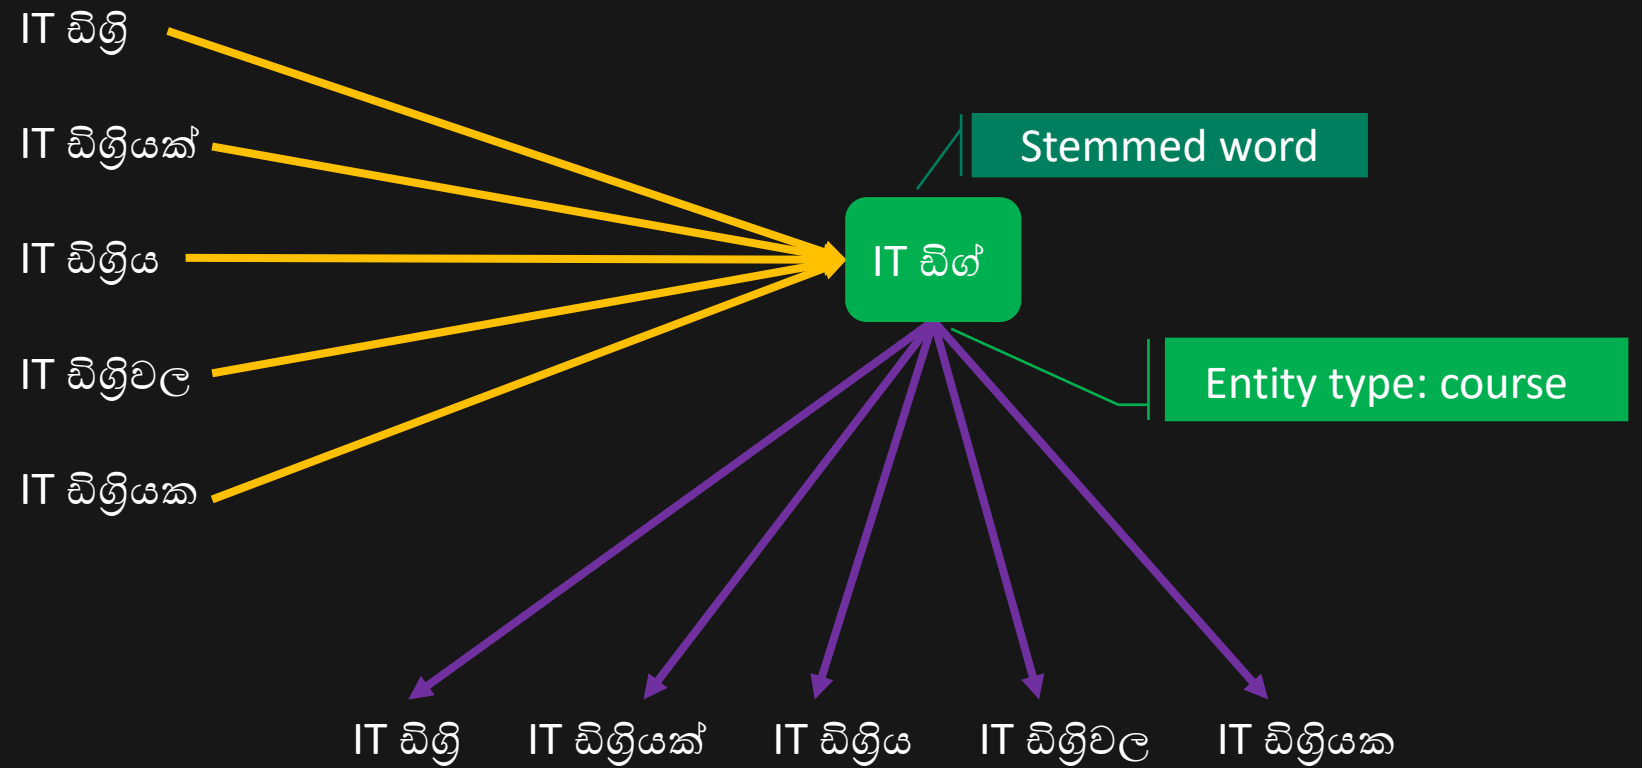 IT ඩිග්‍රි
IT ඩිග්‍රියක්
IT ඩිග්‍රිය
IT ඩිග්‍රිවල
IT ඩිග්‍රියක
Stemmed word
IT ඩිග්
Entity type: course
IT ඩිග්‍රි IT ඩිග්‍රියක් IT ඩිග්‍රිය IT ඩිග්‍රිවල IT ඩිග්‍රියක